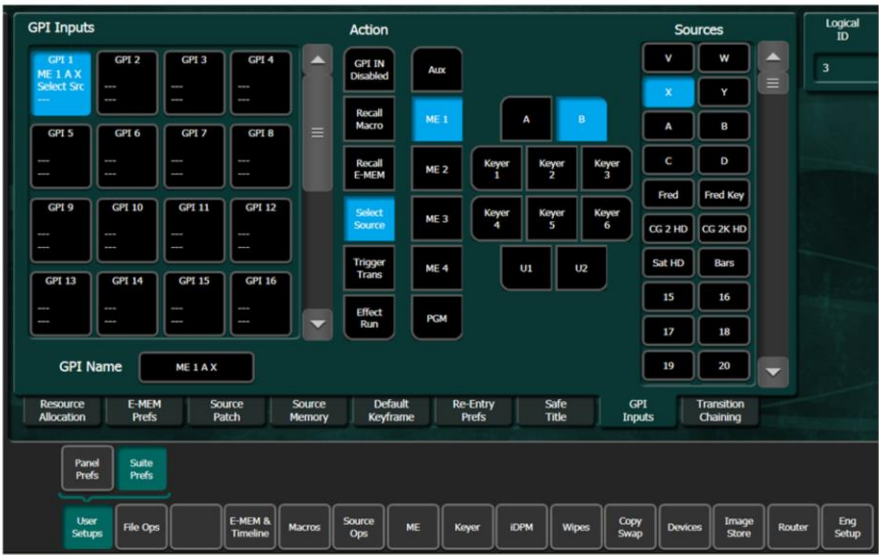 GPI Inputs
Action
Sources
Logical
ID
3
GPI 1
ME 1 A X
Select Src
---
GPI 2
---
---
GPI 3
---
---
GPI 4
---
---
GPI 5
---
---
GPI 6
---
---
GPI 7
---
---
GPI 8
---
---
GPI 9
---
---
GPI 10
---
---
GPI 11
---
---
GPI 12
---
---
GPI 13
---
---
GPI 14
---
---
GPI 15
---
---
GPI 16
---
---
GPI Name
ME 1 A X
GPI IN
Disabled
Recall
Macro
Recall
E-MEM
Select
Source
Trigger
Trans
Effect
Run
Aux
ME 1
ME 2
ME 3
ME 4
PGM
A
B
Keyer
1
Keyer
2
Keyer
3
Keyer
4
Keyer
5
Keyer
6
U1
U2
V
W
X
Y
A
B
C
D
Fred
Fred Key
CG 2 HD
CG 2K HD
Sat HD
Bars
15
16
17
18
19
20
Resource
Allocation
E-MEM
Prefs
Source
Patch
Source
Memory
Default
Keyframe
Re-Entry
Prefs
Safe
Title
GPI
Inputs
Transition
Chaining
Panel
Prefs
Suite
Prefs
User
Setups
File Ops
E-MEM &
Timeline
Macros
Source
Ops
ME
Keyer
iDPM
Wipes
Copy
Swap
Devices
Image
Store
Router
Eng
Setup